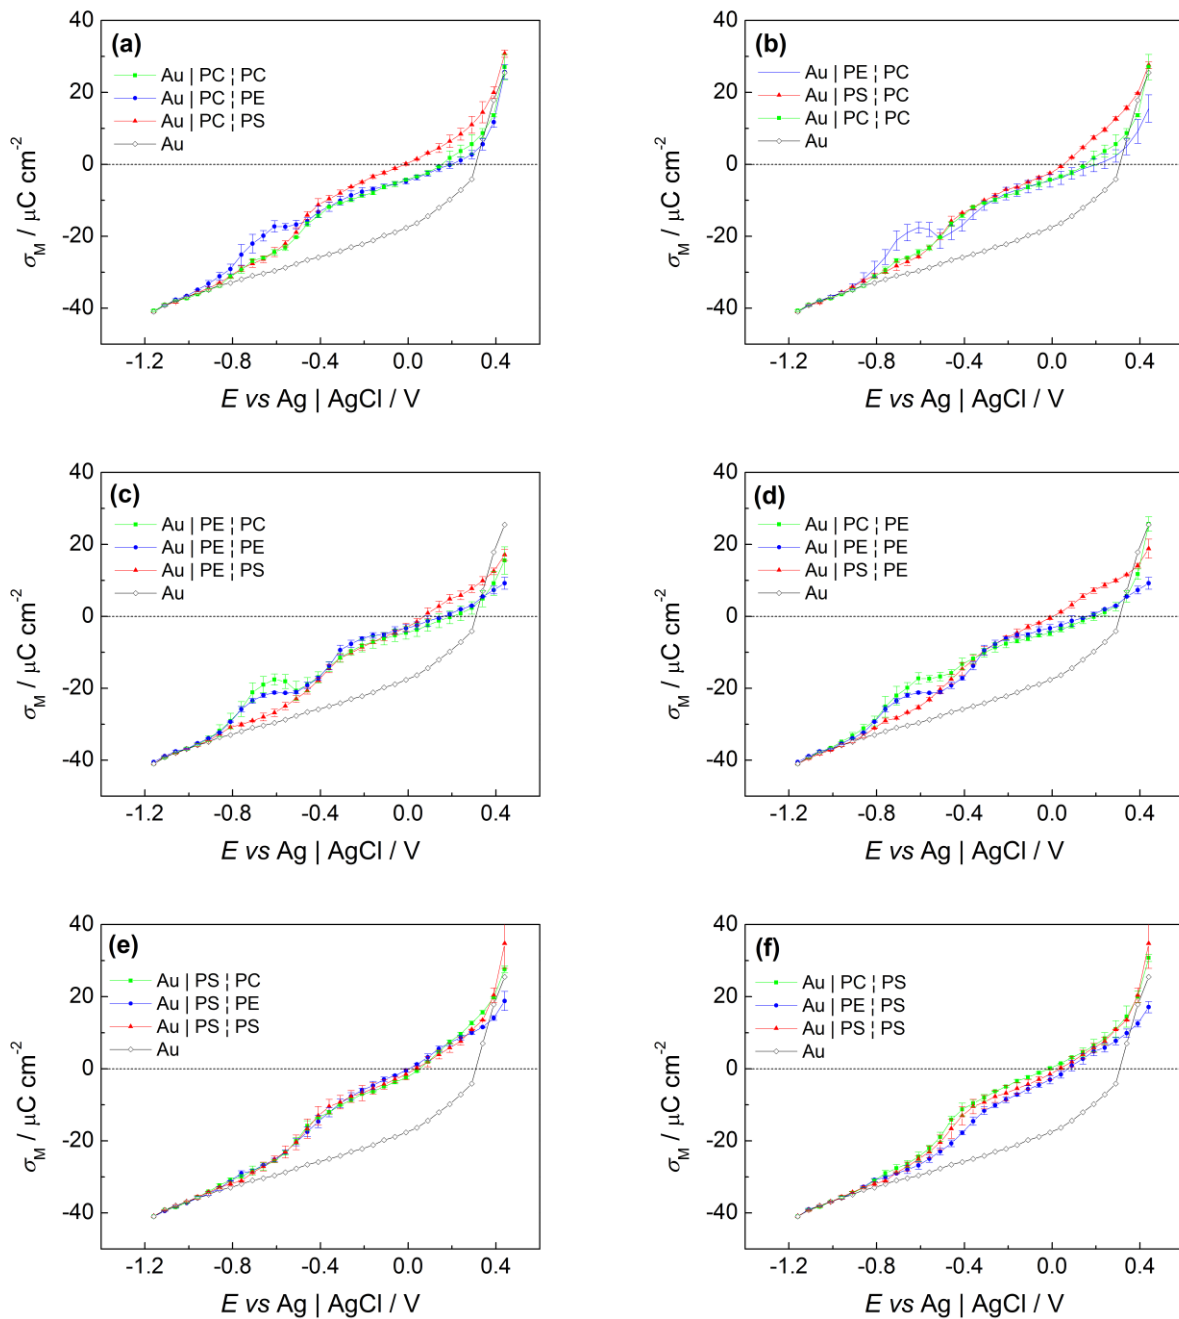 (a)
Au | PC ¦ PC
Au | PC ¦ PE
Au | PC ¦ PS
Au
40
20
0
-20
-40
σM / μC cm-2
-1.2 -0.8 -0.4 0.0 0.4
E vs Ag | AgCl / V
(b)
Au | PE ¦ PC
Au | PS ¦ PC
Au | PC ¦ PC
Au
40
20
0
-20
-40
σM / μC cm-2
-1.2 -0.8 -0.4 0.0 0.4
E vs Ag | AgCl / V
(c)
Au | PE ¦ PC
Au | PE ¦ PE
Au | PE ¦ PS
Au
40
20
0
-20
-40
σM / μC cm-2
-1.2 -0.8 -0.4 0.0 0.4
E vs Ag | AgCl / V
(d)
Au | PC ¦ PE
Au | PE ¦ PE
Au | PS ¦ PE
Au
40
20
0
-20
-40
σM / μC cm-2
-1.2 -0.8 -0.4 0.0 0.4
E vs Ag | AgCl / V
(e)
Au | PS ¦ PC
Au | PS ¦ PE
Au | PS ¦ PS
Au
40
20
0
-20
-40
σM / μC cm-2
-1.2 -0.8 -0.4 0.0 0.4
E vs Ag | AgCl / V
(f)
Au | PC ¦ PS
Au | PE ¦ PS
Au | PS ¦ PS
Au
40
20
0
-20
-40
σM / μC cm-2
-1.2 -0.8 -0.4 0.0 0.4
E vs Ag | AgCl / V